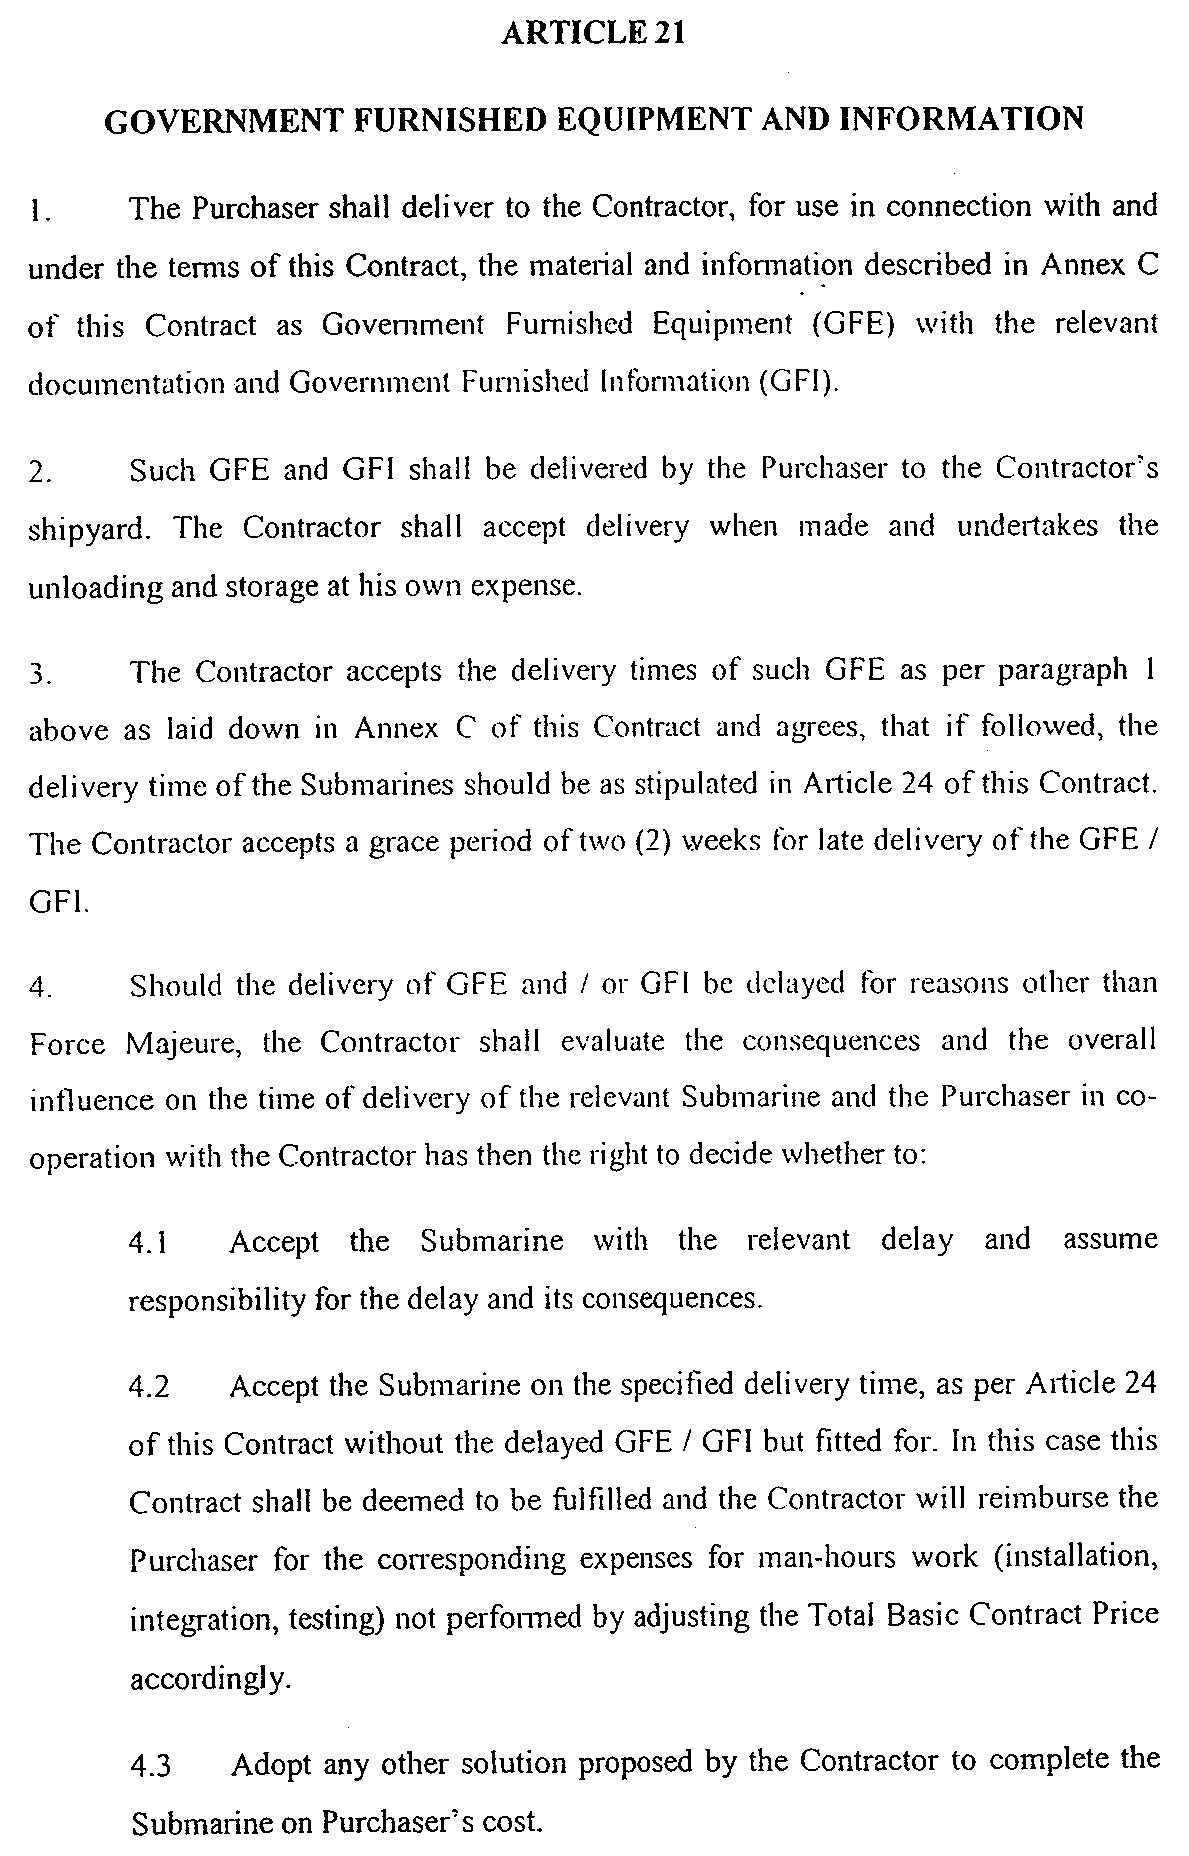 ARTICLE 21
GOVERNMENT FURNISHED EQUIPMENT AND INFORMATION
1. The Purchaser shall deliver to the Contractor, for use in connection with and
under the terms of this Contract, the material and information described in Annex C
of this Contract as Government Furnished Equipment (GFE) with the relevant
documentation and Government Furnished Information (GFI).
2. Such GFE and GFI shall be delivered by the Purchaser to the Contractor's
shipyard. The Contractor shall accept delivery when made and undertakes the
unloading and storage at his own expense.
3. The Contractor accepts the delivery times of such GFE as per paragraph 1
above as laid down in Annex C of this Contract and agrees, that if followed, the
delivery time of the Submarines should be as stipulated in Article 24 of this Contract.
The Contractor accepts a grace period of two (2) weeks for late delivery of the GFE /
GFI.
4. Should the delivery of GFE and / or GFI be delayed for reasons other than
Force Majeure, the Contractor shall evaluate the consequences and the overall
influence on the time of delivery of the relevant Submarine and the Purchaser in co-
operation with the Contractor has then the right to decide whether to:
4.1 Accept the Submarine with the relevant delay and assume
responsibility for the delay and its consequences.
4.2 Accept the Submarine on the specified delivery time, as per Article 24
of this Contract without the delayed GFE / GFI but fitted for. In this case this
Contract shall be deemed to be fulfilled and the Contractor will reimburse the
Purchaser for the corresponding expenses for man-hours work (installation,
integration, testing) not performed by adjusting the Total Basic Contract Price
accordingly.
4.3 Adopt any other solution proposed by the Contractor to complete the
Submarine on Purchaser's cost.